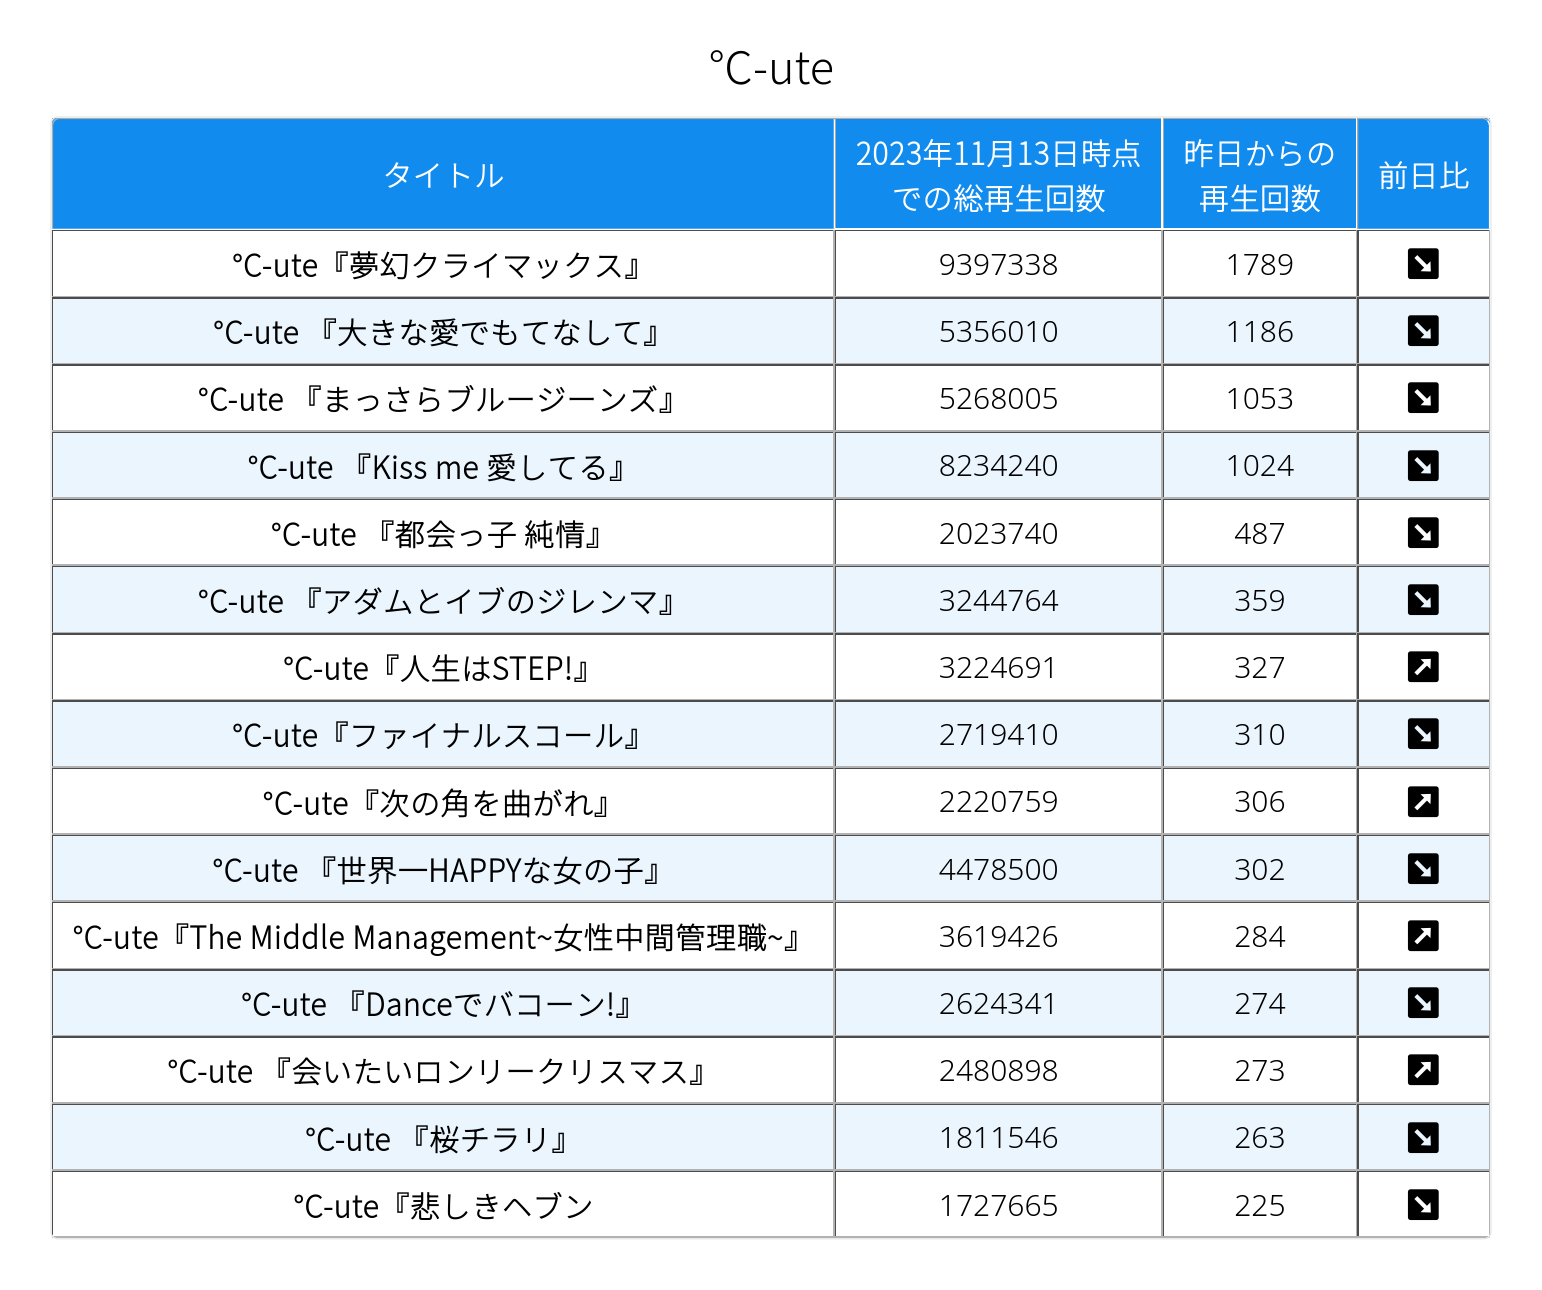 ℃-ute
タイトル 2023年11月13日時点での総再生回数 昨日からの再生回数 前日比
℃-ute『夢幻クライマックス』 9397338 1789 ↘
℃-ute 『大きな愛でもてなして』 5356010 1186 ↘
℃-ute 『まっさらブルージーンズ』 5268005 1053 ↘
℃-ute 『Kiss me 愛してる』 8234240 1024 ↘
℃-ute 『都会っ子 純情』 2023740 487 ↘
℃-ute 『アダムとイブのジレンマ』 3244764 359 ↘
℃-ute『人生はSTEP!』 3224691 327 ↗
℃-ute『ファイナルスコール』 2719410 310 ↘
℃-ute『次の角を曲がれ』 2220759 306 ↗
℃-ute 『世界一HAPPYな女の子』 4478500 302 ↘
℃-ute『The Middle Management~女性中間管理職~』 3619426 284 ↗
℃-ute 『Danceでバコーン!』 2624341 274 ↘
℃-ute 『会いたいロンリークリスマス』 2480898 273 ↗
℃-ute 『桜チラリ』 1811546 263 ↘
℃-ute『悲しきヘブン 1727665 225 ↘